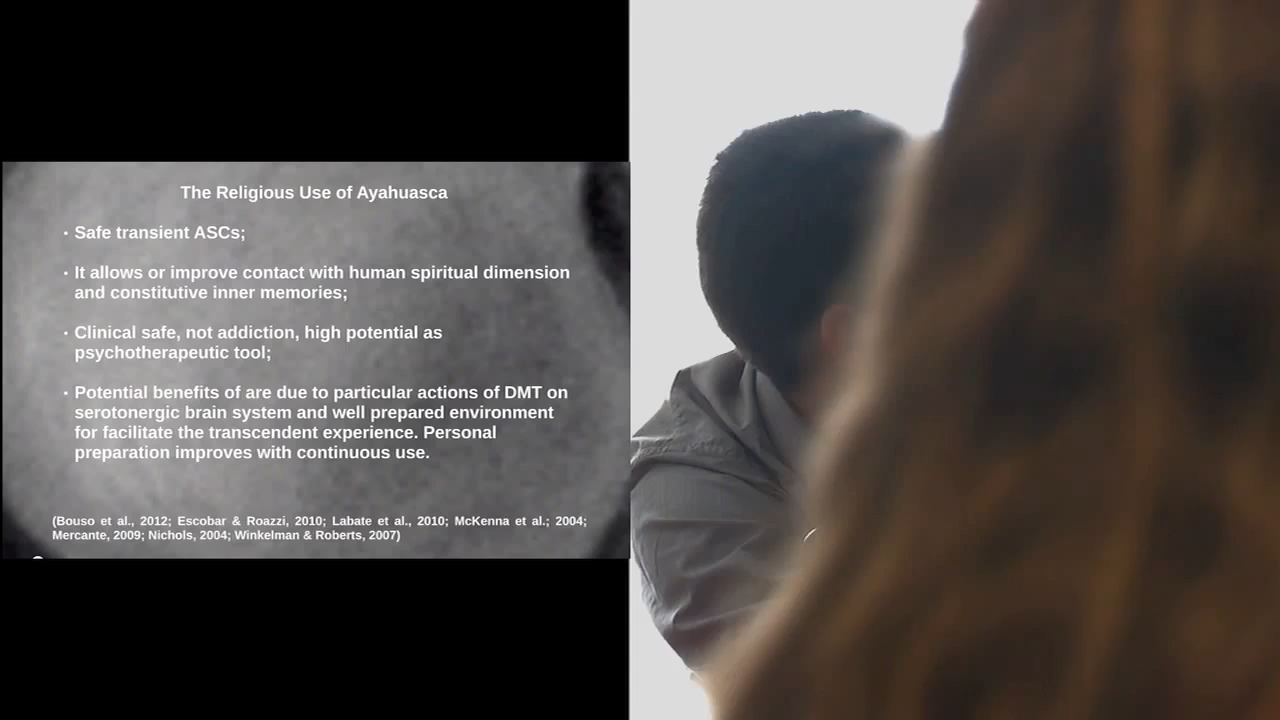 The Religious Use of Ayahuasca
• Safe transient ASCs;
• It allows or improve contact with human spiritual dimension
and constitutive inner memories;
• Clinical safe, not addiction, high potential as
psychotherapeutic tool;
• Potential benefits of are due to particular actions of DMT on
serotonergic brain system and well prepared environment
for facilitate the transcendent experience. Personal
preparation improves with continuous use.
(Bouso et al., 2012; Escobar & Roazzi, 2010; Labate et al., 2010; McKenna et al.; 2004;
Mercante, 2009; Nichols, 2004; Winkelman & Roberts, 2007)